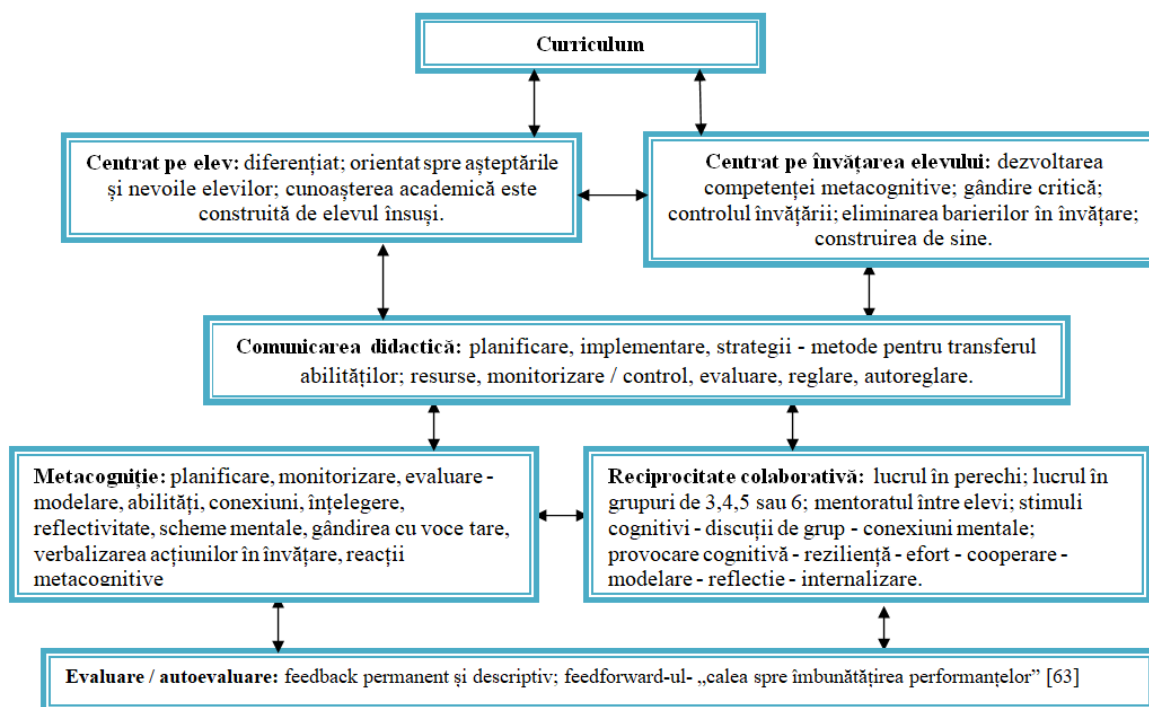 Curriculum
Centrat pe elev: diferențiat; orientat spre așteptările
și nevoile elevilor; cunoașterea academică este
construită de elevul însuși.
Centrat pe învățarea elevului: dezvoltarea
competenței metacognitive; gândire critică;
controlul învățării; eliminarea barierilor în învățare;
construirea de sine.
Comunicarea didactică: planificare, implementare, strategii - metode pentru transferul
abilităților; resurse, monitorizare / control, evaluare, reglare, autoreglare.
Metacogniție: planificare, monitorizare, evaluare -
modelare, abilități, conexiuni, înțelegere,
reflectivitate, scheme mentale, gândirea cu voce tare,
verbalizarea acțiunilor în învățare, reacții
metacognitive
Reciprocitate colaborativă: lucrul în perechi; lucrul în
grupuri de 3,4,5 sau 6; mentoratul între elevi; stimuli
cognitivi - discuții de grup - conexiuni mentale;
provocare cognitivă - reziliență - efort - cooperare -
modelare - reflectie - internalizare.
Evaluare / autoevaluare: feedback permanent și descriptiv; feedforward-ul- „calea spre îmbunătățirea performanțelor” [63]